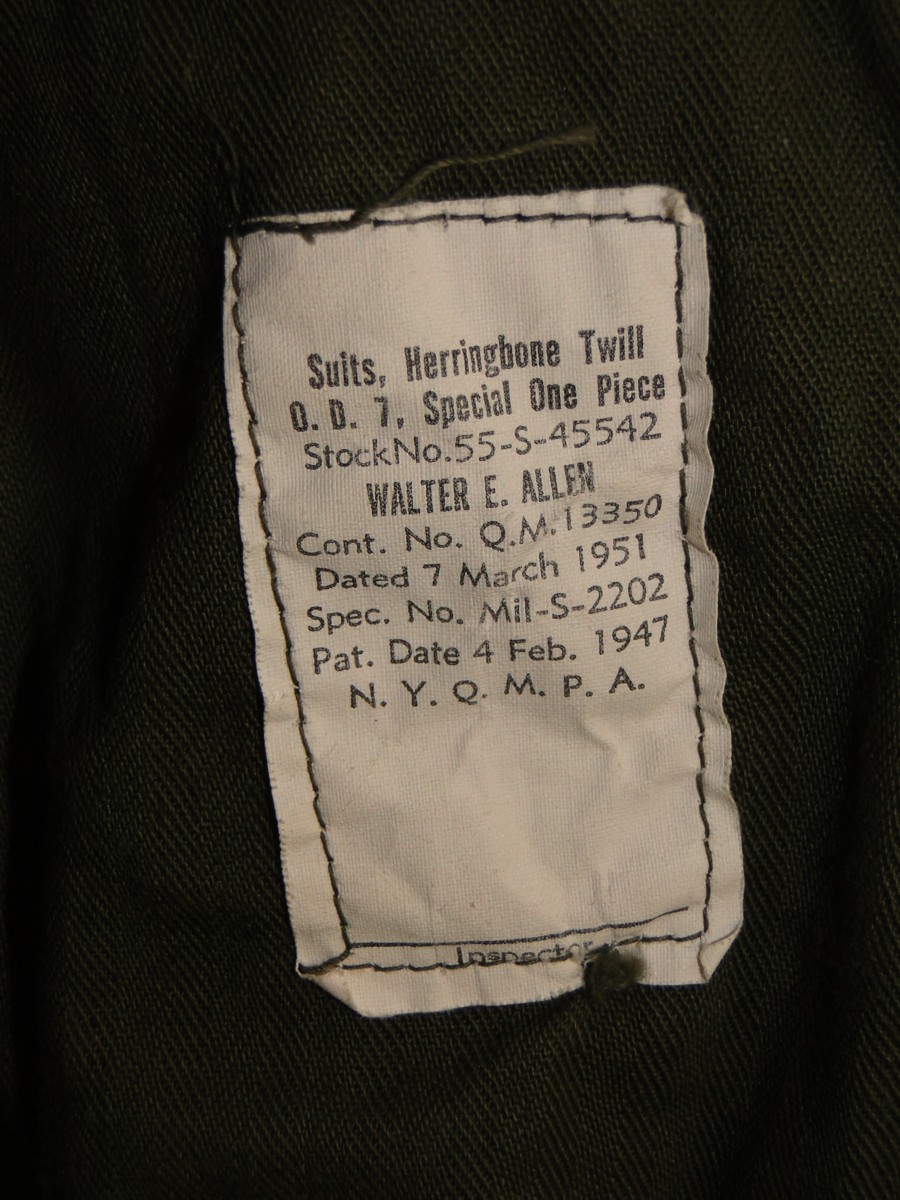 Suits, Herringbone Twill
O. D. 7, Special One Piece
StockNo.55-S-45542
WALTER E. ALLEN
Cont. No. Q.M.13350
Dated 7 March 1951
Spec. No. Mil-S-2202
Pat. Date 4 Feb. 1947
N. Y. Q. M. P. A.
Inspector